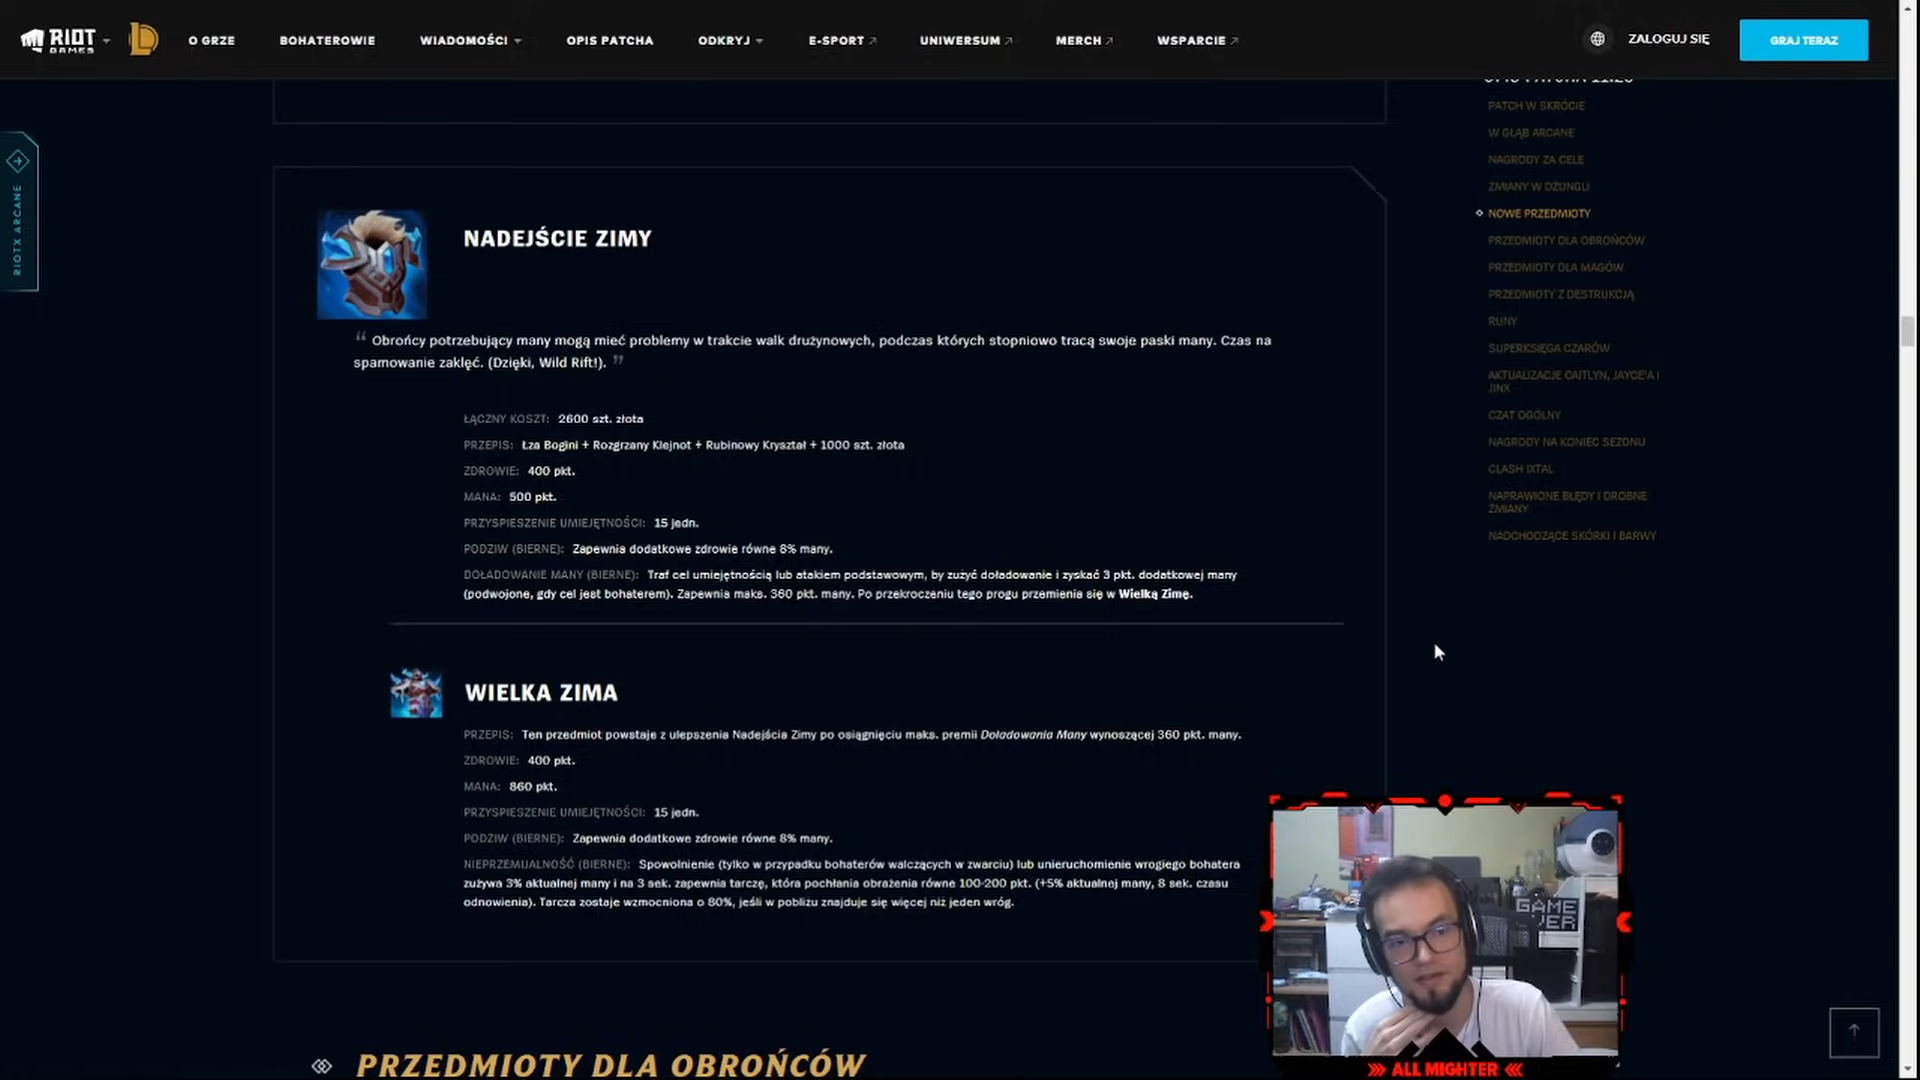 RIOT GAMES
O GRZE
BOHATEROWIE
WIADOMOŚCI
OPIS PATCHA
ODKRYJ
E-SPORT
UNIWERSUM
MERCH
WSPARCIE
ZALOGUJ SIĘ
GRAJ TERAZ
RIOTX ARCANE
NADEJŚCIE ZIMY
“ Obrońcy potrzebujący many mogą mieć problemy w trakcie walk drużynowych, podczas których stopniowo tracą swoje paski many. Czas na
spamowanie zaklęć. (Dzięki, Wild Rift!). ”
ŁĄCZNY KOSZT: 2600 szt. złota
PRZEPIS: Łza Bogini + Rozgrzany Klejnot + Rubinowy Kryształ + 1000 szt. złota
ZDROWIE: 400 pkt.
MANA: 500 pkt.
PRZYSPIESZENIE UMIEJĘTNOŚCI: 15 jedn.
PODZIW (BIERNE): Zapewnia dodatkowe zdrowie równe 8% many.
DOŁADOWANIE MANY (BIERNE): Traf cel umiejętnością lub atakiem podstawowym, by zużyć doładowanie i zyskać 3 pkt. dodatkowej many
(podwojone, gdy cel jest bohaterem). Zapewnia maks. 360 pkt. many. Po przekroczeniu tego progu przemienia się w Wielką Zimę.
WIELKA ZIMA
PRZEPIS: Ten przedmiot powstaje z ulepszenia Nadejścia Zimy po osiągnięciu maks. premii Doładowania Many wynoszącej 360 pkt. many.
ZDROWIE: 400 pkt.
MANA: 860 pkt.
PRZYSPIESZENIE UMIEJĘTNOŚCI: 15 jedn.
PODZIW (BIERNE): Zapewnia dodatkowe zdrowie równe 8% many.
NIEPRZEMIJALNOŚĆ (BIERNE): Spowolnienie (tylko w przypadku bohaterów walczących w zwarciu) lub unieruchomienie wrogiego bohatera
zużywa 3% aktualnej many i na 3 sek. zapewnia tarczę, która pochłania obrażenia równe 100-200 pkt. (+5% aktualnej many, 8 sek. czasu
odnowienia). Tarcza zostaje wzmocniona o 80%, jeśli w pobliżu znajduje się więcej niż jeden wróg.
PRZEDMIOTY DLA OBROŃCÓW
PATCH W SKRÓCIE
W GŁĄB ARCANE
NAGRODY ZA CELE
ZMIANY W DŻUNGLI
NOWE PRZEDMIOTY
PRZEDMIOTY DLA OBROŃCÓW
PRZEDMIOTY DLA MAGÓW
PRZEDMIOTY Z DESTRUKCJĄ
RUNY
SUPERKSIĘGA CZARÓW
AKTUALIZACJE CAITLYN, JAYCE'A I
JINX
CZAT OGÓLNY
NAGRODY NA KONIEC SEZONU
CLASH IXTAL
NAPRAWIONE BŁĘDY I DROBNE
ZMIANY
NADCHODZĄCE SKÓRKI I BARWY
GAME
VER
ALL MIGHTER